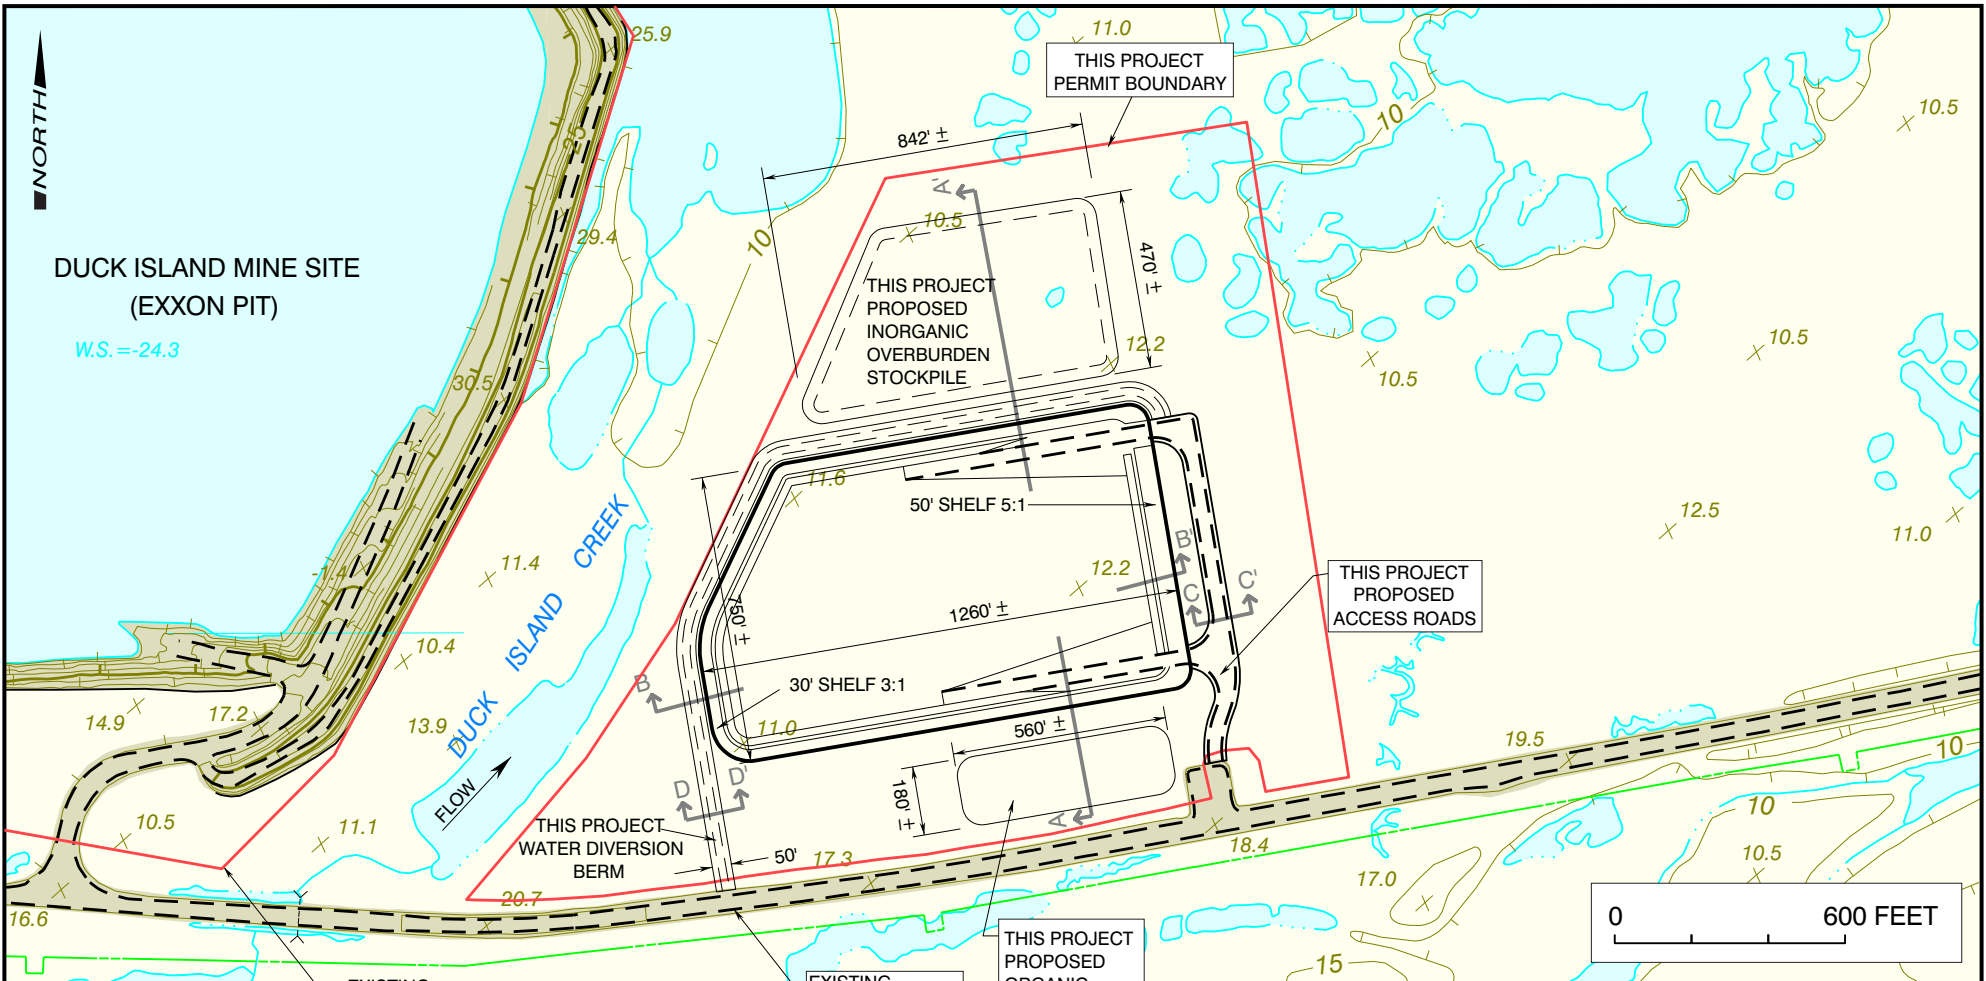 25.9
11.0
THIS PROJECT
PERMIT BOUNDARY
10
10.5
NORTH
842' ±
25
A'
10.5
29.4
10
470' ±
DUCK ISLAND MINE SITE
(EXXON PIT)
THIS PROJECT
PROPOSED
INORGANIC
OVERBURDEN
STOCKPILE
W.S.=-24.3
12.2
10.5
10.5
30.5
11.6
50' SHELF 5:1
12.5
11.0
DUCK ISLAND CREEK
B'
11.4
-1.4
12.2
C
C'
THIS PROJECT
PROPOSED
ACCESS ROADS
750' ±
1260' ±
10.4
B
30' SHELF 3:1
14.9
17.2
13.9
11.0
560' ±
19.5
10
D
D'
180' ±
FLOW
10
A
10.5
11.1
THIS PROJECT
WATER DIVERSION
BERM
50'
17.3
18.4
10.5
17.0
20.7
16.6
0 600 FEET
THIS PROJECT
PROPOSED
ORGANIC
15
EXISTING
EXISTING